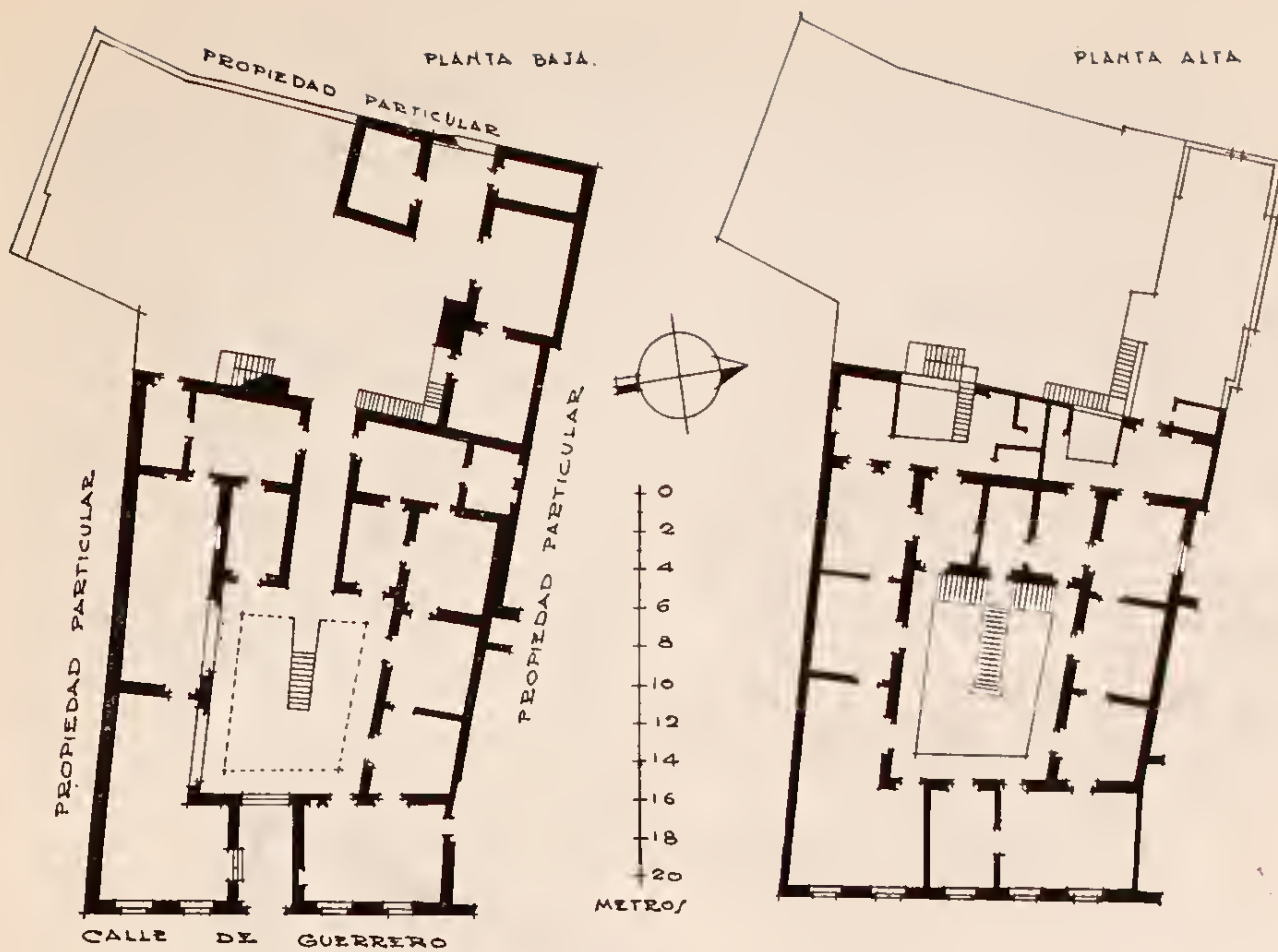 PLANTA BAJA.
PLANTA ALTA
PROPIEDAD PARTICULAR
PROPIEDAD PARTICULAR
PROPIEDAD PARTICULAR
0
2
4
6
8
10
12
14
16
18
20
METROS
CALLE DE GUERRERO